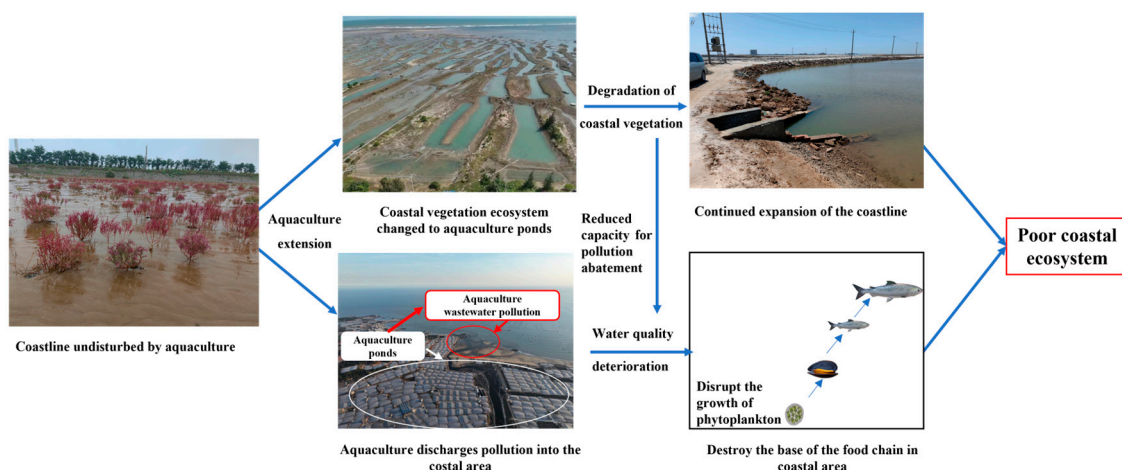 Coastline undisturbed by aquaculture
Aquaculture
extension
Coastal vegetation ecosystem
changed to aquaculture ponds
Aquaculture
wastewater pollution
Aquaculture
ponds
Aquaculture discharges pollution into the
costal area
Degradation of
coastal vegetation
Reduced
capacity for
pollution
abatement
Water quality
deterioration
Continued expansion of the coastline
Disrupt the
growth of
phytoplankton
Destroy the base of the food chain in
coastal area
Poor coastal
ecosystem